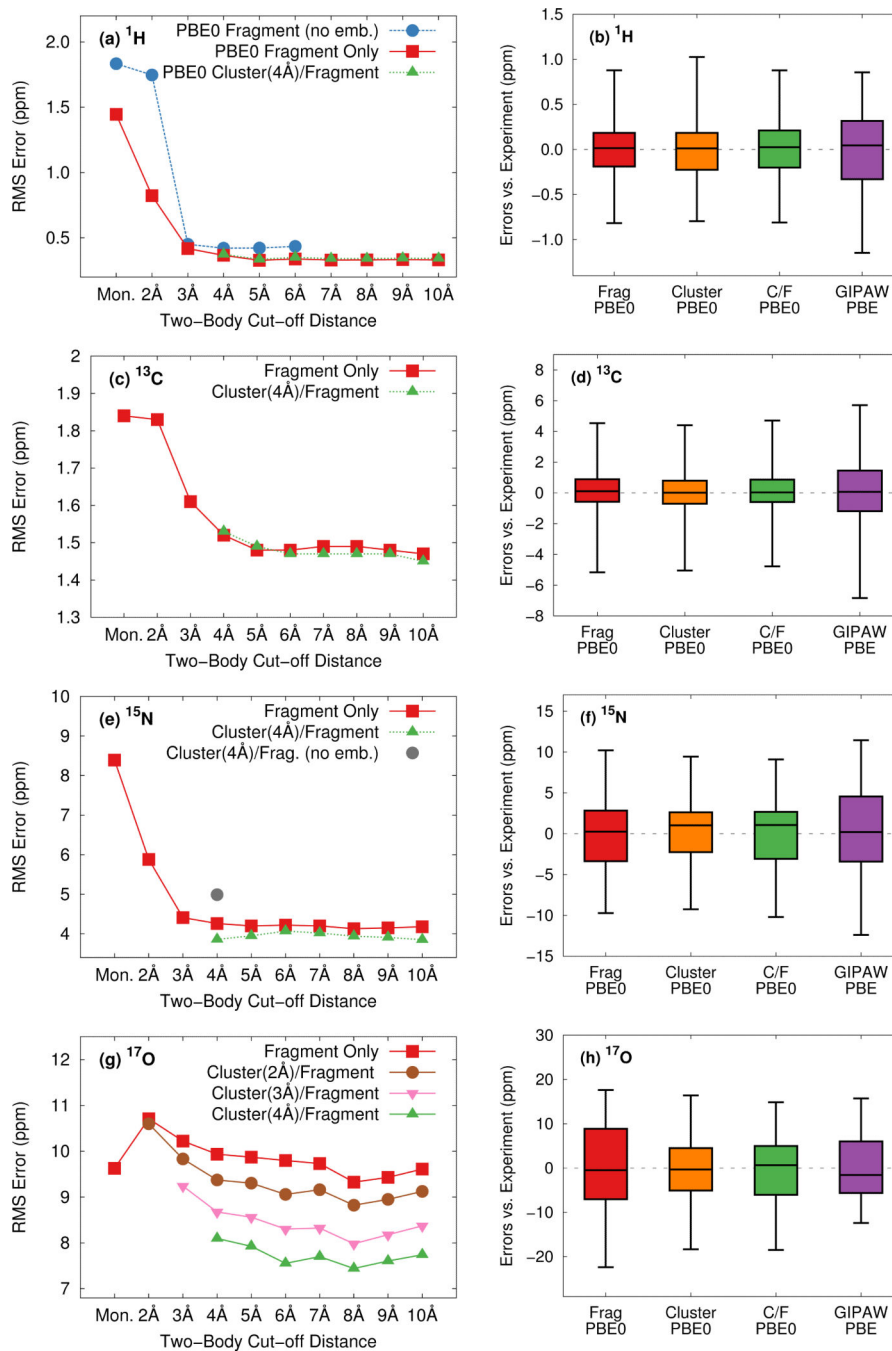 (a) ¹H
PBE0 Fragment (no emb.)
PBE0 Fragment Only
PBE0 Cluster(4Å)/Fragment
RMS Error (ppm)
2.0
1.5
1.0
0.5
Mon. 2Å 3Å 4Å 5Å 6Å 7Å 8Å 9Å 10Å
Two-Body Cut-off Distance
(b) ¹H
Errors vs. Experiment (ppm)
1.5
1.0
0.5
0.0
−0.5
−1.0
Frag Cluster C/F GIPAW
PBE0 PBE0 PBE0 PBE
(c) ¹³C
Fragment Only
Cluster(4Å)/Fragment
RMS Error (ppm)
2
1.9
1.8
1.7
1.6
1.5
1.4
1.3
Mon. 2Å 3Å 4Å 5Å 6Å 7Å 8Å 9Å 10Å
Two-Body Cut-off Distance
(d) ¹³C
Errors vs. Experiment (ppm)
8
6
4
2
0
−2
−4
−6
−8
Frag Cluster C/F GIPAW
PBE0 PBE0 PBE0 PBE
(e) ¹⁵N
Fragment Only
Cluster(4Å)/Fragment
Cluster(4Å)/Frag. (no emb.)
RMS Error (ppm)
10
9
8
7
6
5
4
Mon. 2Å 3Å 4Å 5Å 6Å 7Å 8Å 9Å 10Å
Two-Body Cut-off Distance
(f) ¹⁵N
Errors vs. Experiment (ppm)
15
10
5
0
−5
−10
−15
Frag Cluster C/F GIPAW
PBE0 PBE0 PBE0 PBE
(g) ¹⁷O
Fragment Only
Cluster(2Å)/Fragment
Cluster(3Å)/Fragment
Cluster(4Å)/Fragment
RMS Error (ppm)
12
11
10
9
8
7
Mon. 2Å 3Å 4Å 5Å 6Å 7Å 8Å 9Å 10Å
Two-Body Cut-off Distance
(h) ¹⁷O
Errors vs. Experiment (ppm)
30
20
10
0
−10
−20
Frag Cluster C/F GIPAW
PBE0 PBE0 PBE0 PBE